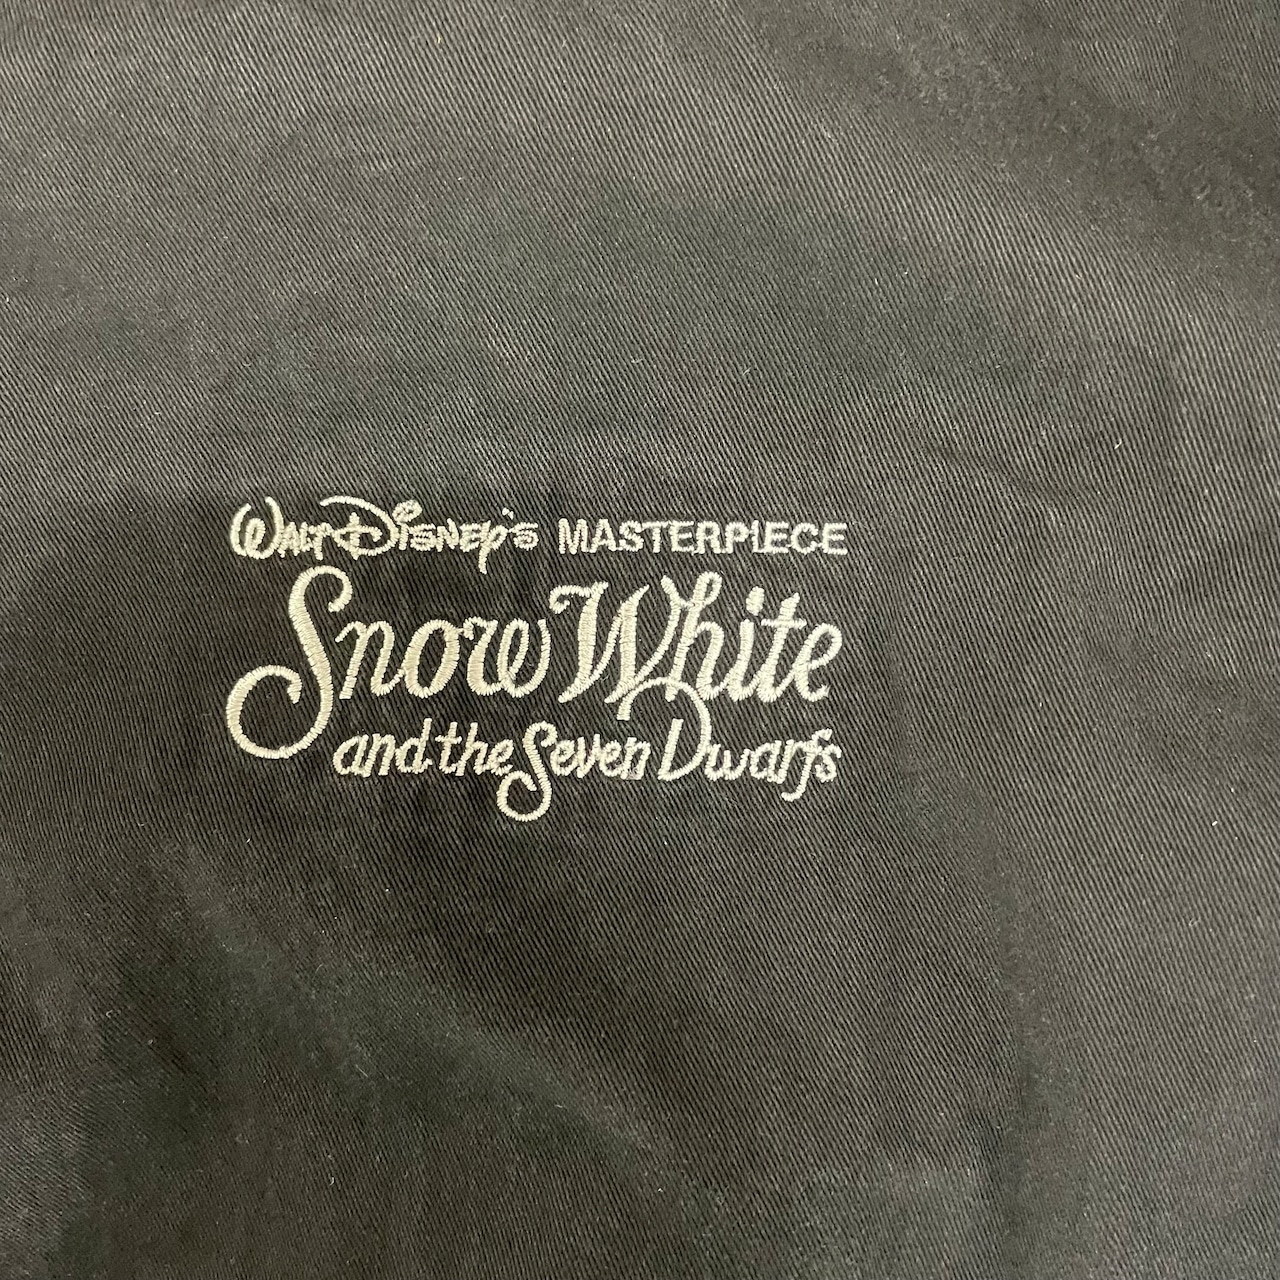 WALT DISNEY'S MASTERPIECE
Snow White
and the Seven Dwarfs